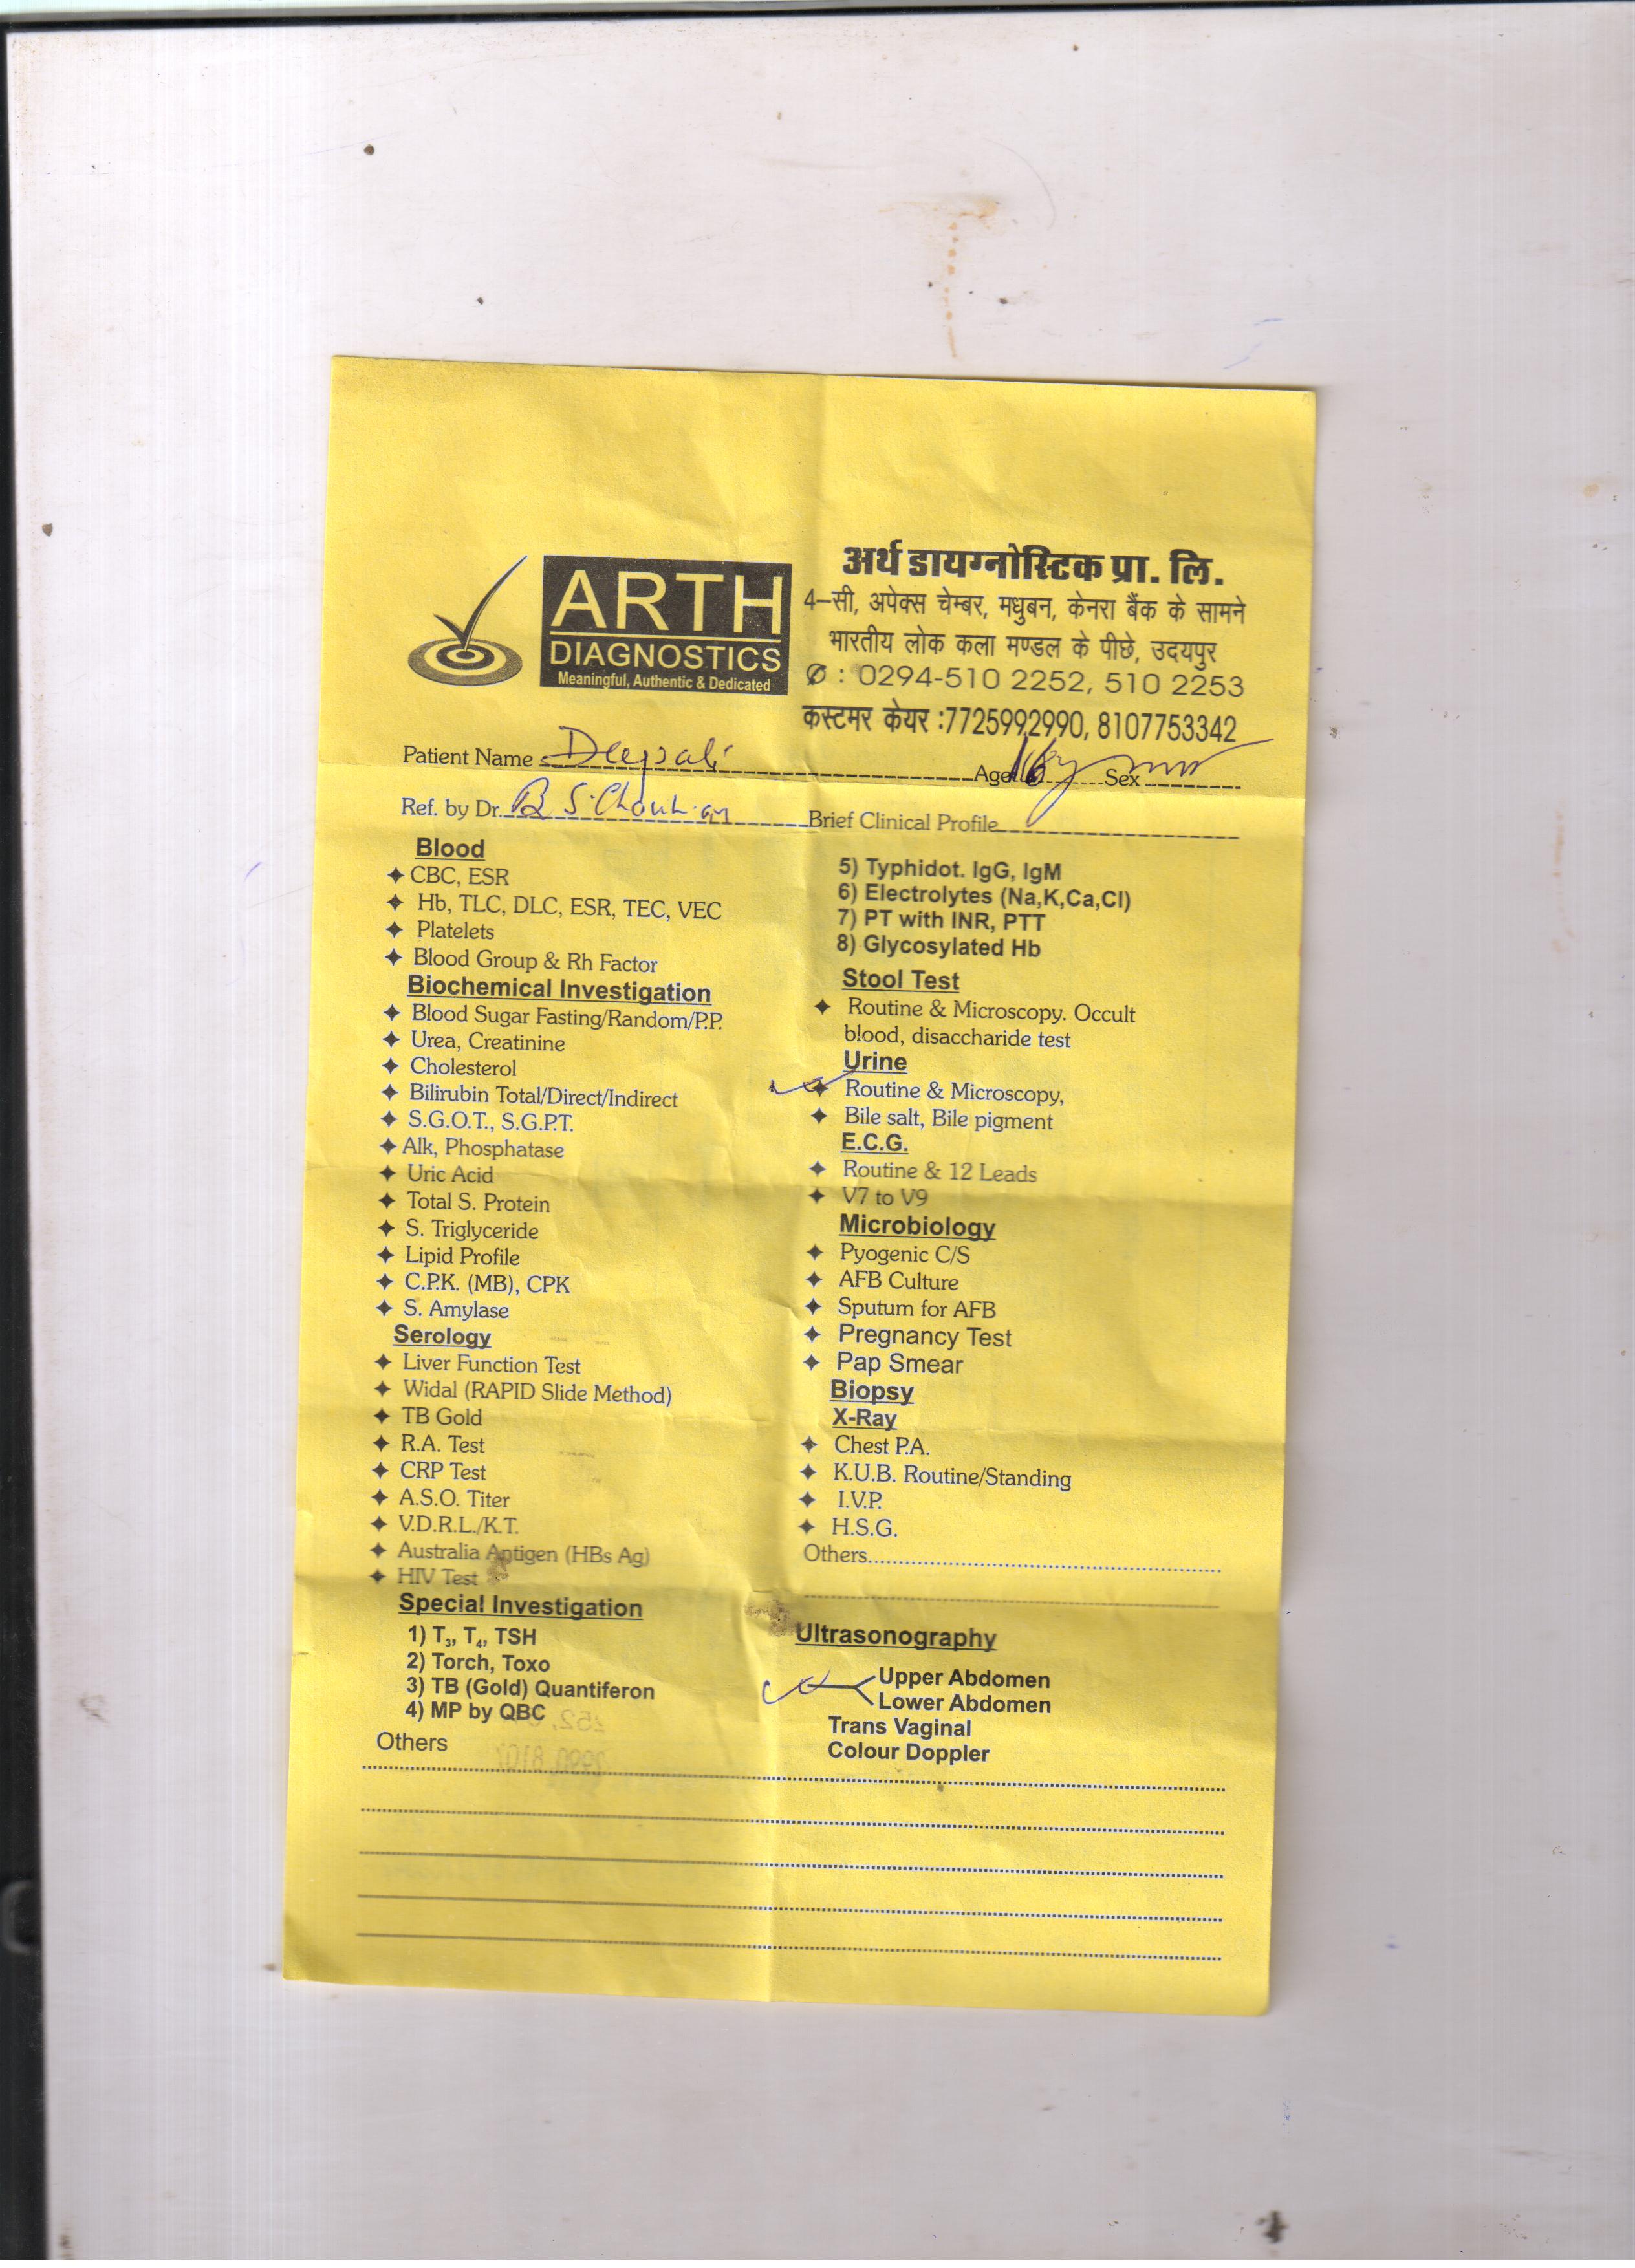 ARTH
DIAGNOSTICS
Meaningful, Authentic & Dedicated
अर्थ डायग्नोस्टिक प्रा. लि.
4–सी, अपेक्स चेम्बर, मधुबन, केनरा बैंक के सामने
भारतीय लोक कला मण्डल के पीछे, उदयपुर
✆ : 0294-510 2252, 510 2253
कस्टमर केयर :7725992990, 8107753342
Patient Name Deepali Age 16y Sex
Ref. by Dr. B S. Chouhan Brief Clinical Profile
Blood
✦ CBC, ESR
✦ Hb, TLC, DLC, ESR, TEC, VEC
✦ Platelets
✦ Blood Group & Rh Factor
Biochemical Investigation
✦ Blood Sugar Fasting/Random/P.P.
✦ Urea, Creatinine
✦ Cholesterol
✦ Bilirubin Total/Direct/Indirect
✦ S.G.O.T., S.G.P.T.
✦ Alk, Phosphatase
✦ Uric Acid
✦ Total S. Protein
✦ S. Triglyceride
✦ Lipid Profile
✦ C.P.K. (MB), CPK
✦ S. Amylase
Serology
✦ Liver Function Test
✦ Widal (RAPID Slide Method)
✦ TB Gold
✦ R.A. Test
✦ CRP Test
✦ A.S.O. Titer
✦ V.D.R.L./K.T.
✦ Australia Antigen (HBs Ag)
✦ HIV Test
Special Investigation
1) T₃, T₄, TSH
2) Torch, Toxo
3) TB (Gold) Quantiferon
4) MP by QBC
Others
5) Typhidot. IgG, IgM
6) Electrolytes (Na,K,Ca,Cl)
7) PT with INR, PTT
8) Glycosylated Hb
Stool Test
✦ Routine & Microscopy. Occult
blood, disaccharide test
Urine
✦ Routine & Microscopy,
✦ Bile salt, Bile pigment
E.C.G.
✦ Routine & 12 Leads
✦ V7 to V9
Microbiology
✦ Pyogenic C/S
✦ AFB Culture
✦ Sputum for AFB
✦ Pregnancy Test
✦ Pap Smear
Biopsy
X-Ray
✦ Chest P.A.
✦ K.U.B. Routine/Standing
✦ I.V.P.
✦ H.S.G.
Others
Ultrasonography
Upper Abdomen
Lower Abdomen
Trans Vaginal
Colour Doppler